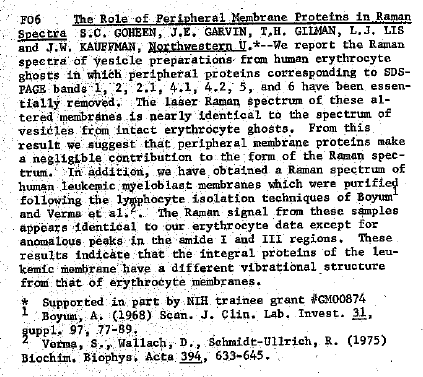 F06 The Role of Peripheral Membrane Proteins in Raman
Spectra S.C. GOHEEN, J.E. GARVIN, T.H. GILMAN, L.J. LIS
and J.W. KAUFFMAN, Northwestern U.*--We report the Raman
spectra of vesicle preparations from human erythrocyte
ghosts in which peripheral proteins corresponding to SDS-
PAGE bands 1, 2, 2.1, 4.1, 4.2, 5, and 6 have been essen-
tially removed. The laser Raman spectrum of these al-
tered membranes is nearly identical to the spectrum of
vesicles from intact erythrocyte ghosts. From this
result we suggest that peripheral membrane proteins make
a negligible contribution to the form of the Raman spec-
trum. In addition, we have obtained a Raman spectrum of
human leukemic myeloblast membranes which were purified
following the lymphocyte isolation techniques of Boyum1
and Verma et al.2. The Raman signal from these samples
appears identical to our erythrocyte data except for
anomalous peaks in the amide I and III regions. These
results indicate that the integral proteins of the leu-
kemic membrane have a different vibrational structure
from that of erythrocyte membranes.
* Supported in part by NIH trainee grant #GM00874
1 Boyum, A. (1968) Scan. J. Clin. Lab. Invest. 31,
suppl. 97, 77-89.
2 Verma, S., Wallach, D., Schmidt-Ullrich, R. (1975)
Biochim. Biophys. Acta 394, 633-645.